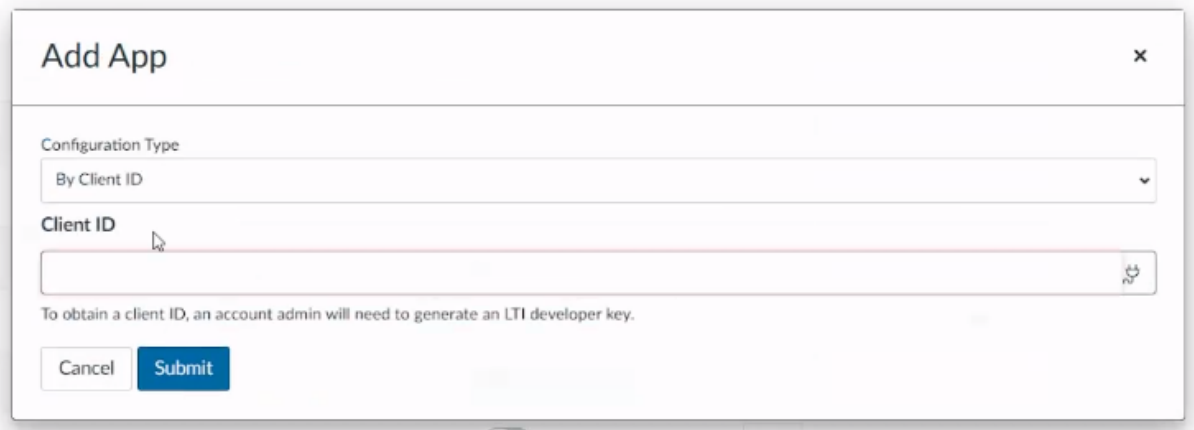 Add App
×
Configuration Type
By Client ID
Client ID
To obtain a client ID, an account admin will need to generate an LTI developer key.
Cancel Submit